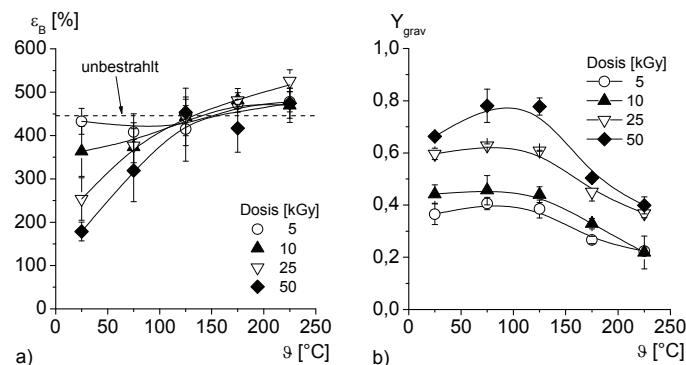 ε_B [%]
600
500
400
300
200
100
0
unbestrahlt
Dosis [kGy]
5
10
25
50
0 50 100 150 200 250
a)
ϑ [°C]
Y_grav
1,0
0,8
0,6
0,4
0,2
Dosis [kGy]
5
10
25
50
0 50 100 150 200 250
b)
ϑ [°C]